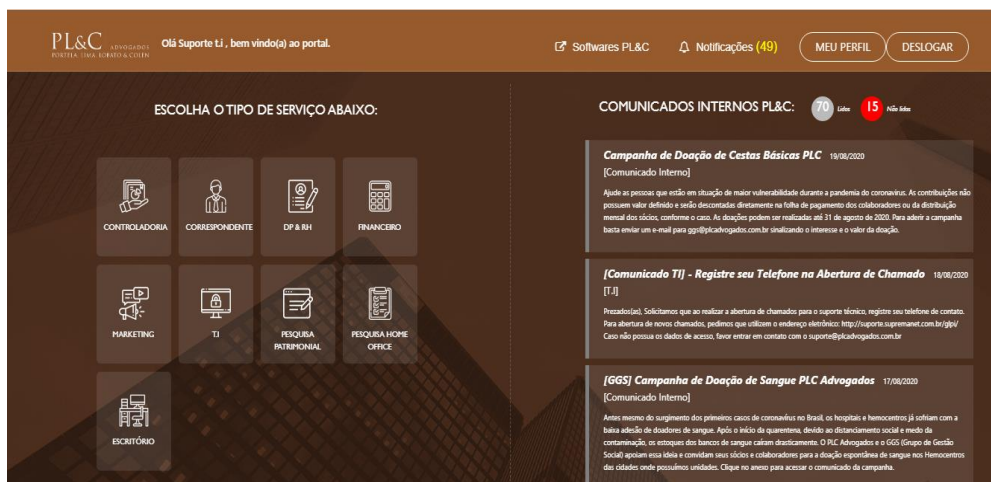 PL&C ADVOGADOS
PORTELA, LIMA, LOBATO & COLEN
Olá Suporte t.i , bem vindo(a) ao portal.
Softwares PL&C
Notificações (49)
MEU PERFIL
DESLOGAR
ESCOLHA O TIPO DE SERVIÇO ABAIXO:
CONTROLADORIA
CORRESPONDENTE
DP & RH
FINANCEIRO
MARKETING
T.I
PESQUISA
PATRIMONIAL
PESQUISA HOME
OFFICE
ESCRITÓRIO
COMUNICADOS INTERNOS PL&C:
70 Lidos
15 Não lidos
Campanha de Doação de Cestas Básicas PLC 19/08/2020
[Comunicado Interno]
Ajude as pessoas que estão em situação de maior vulnerabilidade durante a pandemia do coronavírus. As contribuições não
possuem valor definido e serão descontadas diretamente na folha de pagamento dos colaboradores ou da distribuição
mensal dos sócios, conforme o caso. As doações podem ser realizadas até 31 de agosto de 2020. Para aderir a campanha
basta enviar um e-mail para ggs@plcadvogados.com.br sinalizando o interesse e o valor da doação.
[Comunicado TI] - Registre seu Telefone na Abertura de Chamado 18/08/2020
[T.I]
Prezados(as), Solicitamos que ao realizar a abertura de chamados para o suporte técnico, registre seu telefone de contato.
Para abertura de novos chamados, pedimos que utilizem o endereço eletrônico: http://suporte.supremanet.com.br/glpi/
Caso não possua os dados de acesso, favor entrar em contato com o suporte@plcadvogados.com.br
[GGS] Campanha de Doação de Sangue PLC Advogados 17/08/2020
[Comunicado Interno]
Antes mesmo do surgimento dos primeiros casos de coronavírus no Brasil, os hospitais e hemocentros já sofriam com a
baixa adesão de doadores de sangue. Após o início da quarentena, devido ao distanciamento social e medo da
contaminação, os estoques dos bancos de sangue caíram drasticamente. O PLC Advogados e o GGS (Grupo de Gestão
Social) apoiam essa ideia e convidam seus sócios e colaboradores para a doação espontânea de sangue nos Hemocentros
das cidades onde possuímos unidades. Clique no anexo para acessar o comunicado da campanha.